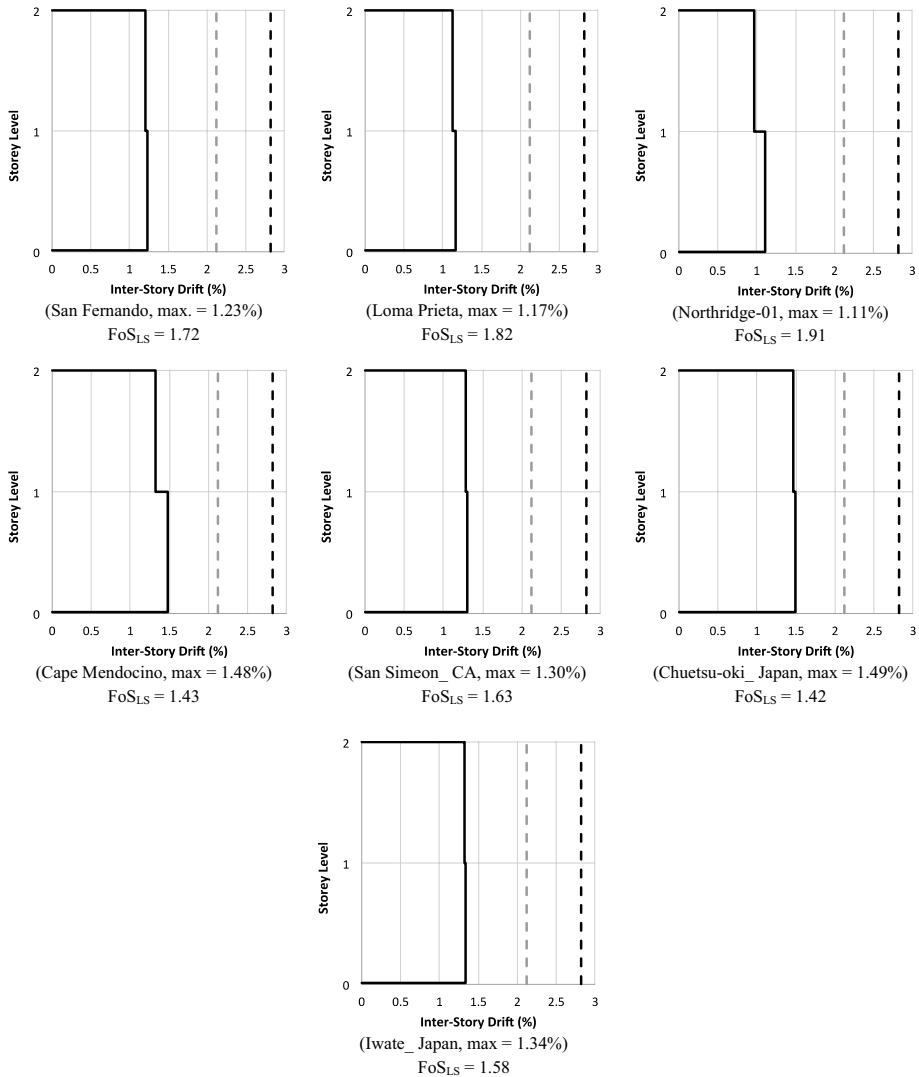 2
1
0
Storey Level
0 0.5 1 1.5 2 2.5 3
Inter-Story Drift (%)
(San Fernando, max. = 1.23%)
FoSLS = 1.72
2
1
0
Storey Level
0 0.5 1 1.5 2 2.5 3
Inter-Story Drift (%)
(Loma Prieta, max = 1.17%)
FoSLS = 1.82
2
1
0
Storey Level
0 0.5 1 1.5 2 2.5 3
Inter-Story Drift (%)
(Northridge-01, max = 1.11%)
FoSLS = 1.91
2
1
0
Storey Level
0 0.5 1 1.5 2 2.5 3
Inter-Story Drift (%)
(Cape Mendocino, max = 1.48%)
FoSLS = 1.43
2
1
0
Storey Level
0 0.5 1 1.5 2 2.5 3
Inter-Story Drift (%)
(San Simeon_ CA, max = 1.30%)
FoSLS = 1.63
2
1
0
Storey Level
0 0.5 1 1.5 2 2.5 3
Inter-Story Drift (%)
(Chuetsu-oki_ Japan, max = 1.49%)
FoSLS = 1.42
2
1
0
Storey Level
0 0.5 1 1.5 2 2.5 3
Inter-Story Drift (%)
(Iwate_ Japan, max = 1.34%)
FoSLS = 1.58